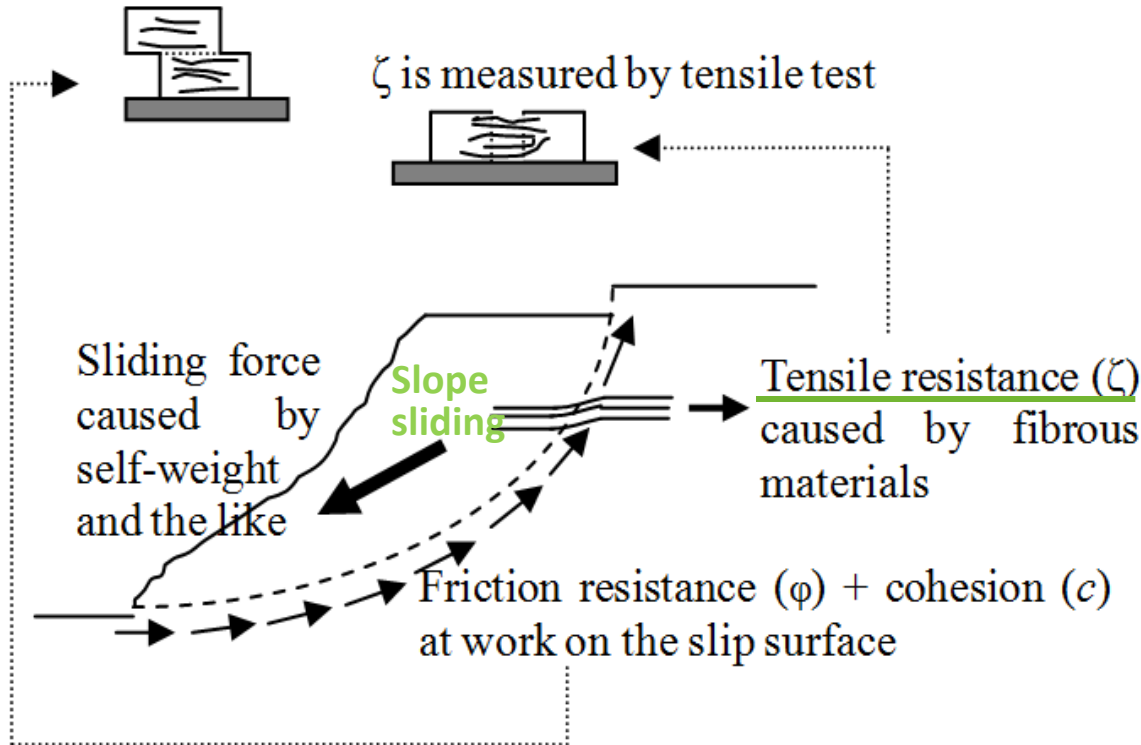 ζ is measured by tensile test
Sliding force
caused by
self-weight
and the like
Slope
sliding
Tensile resistance (ζ)
caused by fibrous
materials
Friction resistance (φ) + cohesion (c)
at work on the slip surface